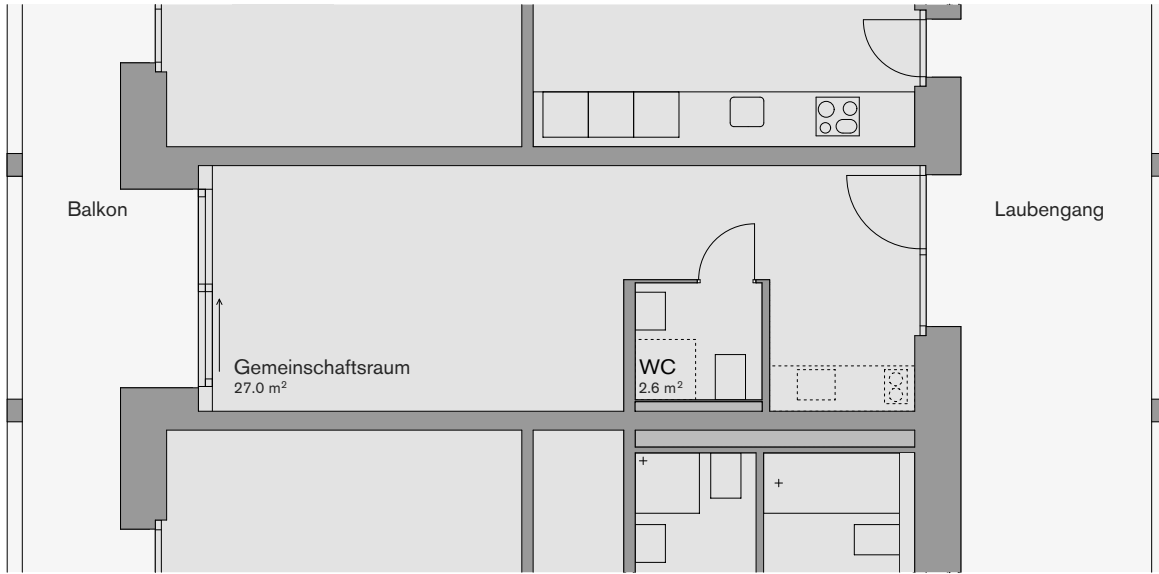 Balkon
Laubengang
Gemeinschaftsraum
27.0 m²
WC
2.6 m²